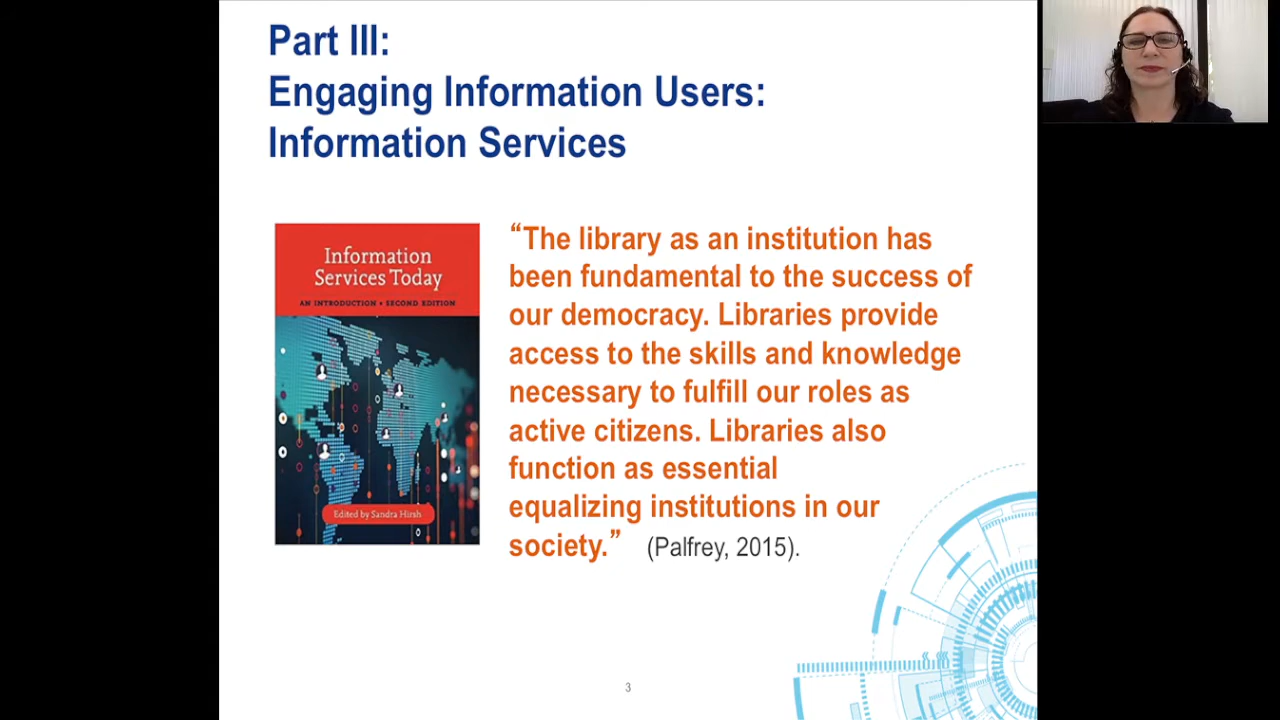 Part III:
Engaging Information Users:
Information Services
Information
Services Today
AN INTRODUCTION • SECOND EDITION
Edited by Sandra Hirsh
“The library as an institution has
been fundamental to the success of
our democracy. Libraries provide
access to the skills and knowledge
necessary to fulfill our roles as
active citizens. Libraries also
function as essential
equalizing institutions in our
society.” (Palfrey, 2015).
3